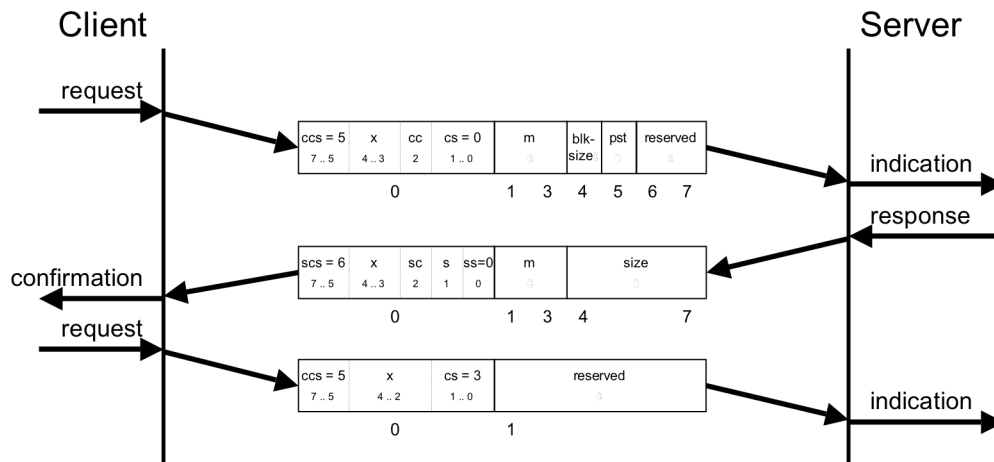 Client Server
request
ccs = 5 x cc cs = 0 m blk-size pst reserved
7 .. 5 4 .. 3 2 1 .. 0
indication
0 1 3 4 5 6 7
response
scs = 6 x sc s ss=0 m size
7 .. 5 4 .. 3 2 1 0
confirmation
0 1 3 4 7
request
ccs = 5 x cs = 3 reserved
7 .. 5 4 .. 2 1 .. 0
indication
0 1